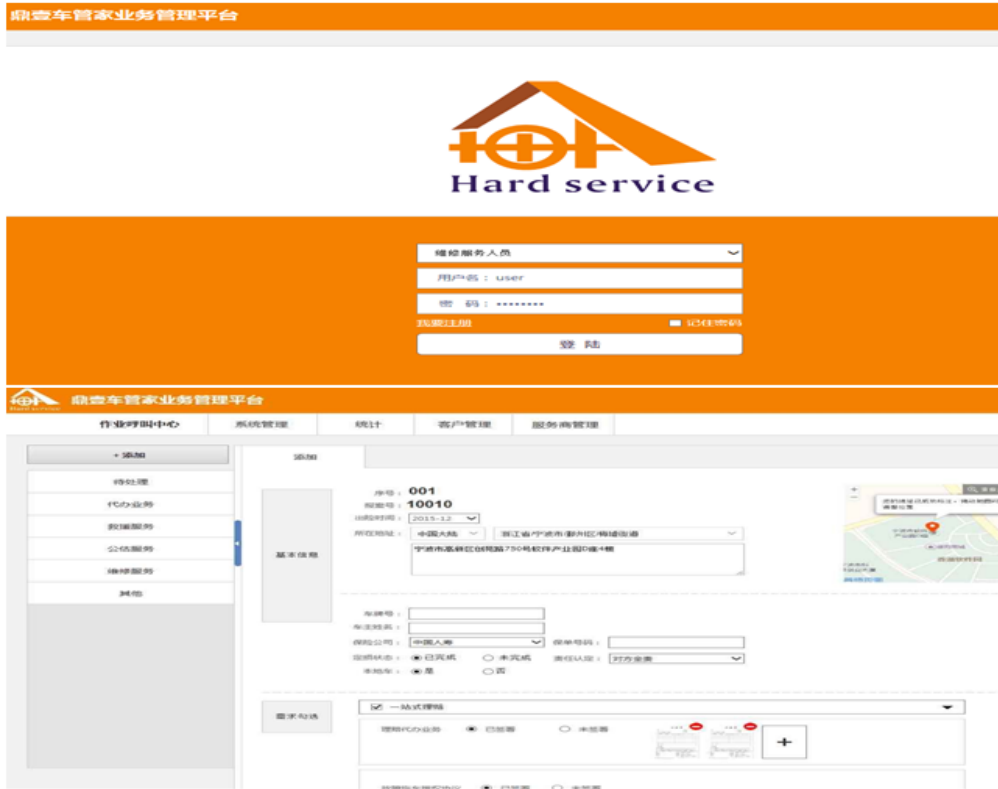 鼎壹车管家业务管理平台
Hard service
维修服务人员
用户名：user
密 码：••••••••
我要注册 记住密码
登 陆
Hard service 鼎壹车管家业务管理平台
作业呼叫中心 系统管理 统计 客户管理 服务商管理
+ 添加 添加
待处理
代办业务
救援服务
公估服务
维修服务
其他
基本信息
序号：001
报案号：10010
出险时间：2015-12
所在地址：中国大陆 浙江省/宁波市/鄞州区/梅墟街道
宁波市高新区创苑路750号软件产业园D座4楼
车牌号：
车主姓名：
保险公司：中国人寿 保单号码：
定损状态：已完成 未完成 责任认定：对方全责
本地车：是 否
需求勾选
一站式理赔
理赔代办业务 已签署 未签署
+
已签署 未签署